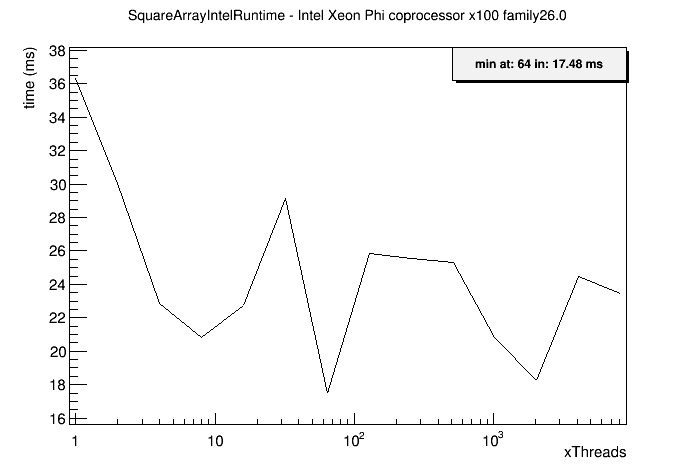 SquareArrayIntelRuntime - Intel Xeon Phi coprocessor x100 family26.0
time (ms)
min at: 64 in: 17.48 ms
38
36
34
32
30
28
26
24
22
20
18
16
1 10 10² 10³
xThreads